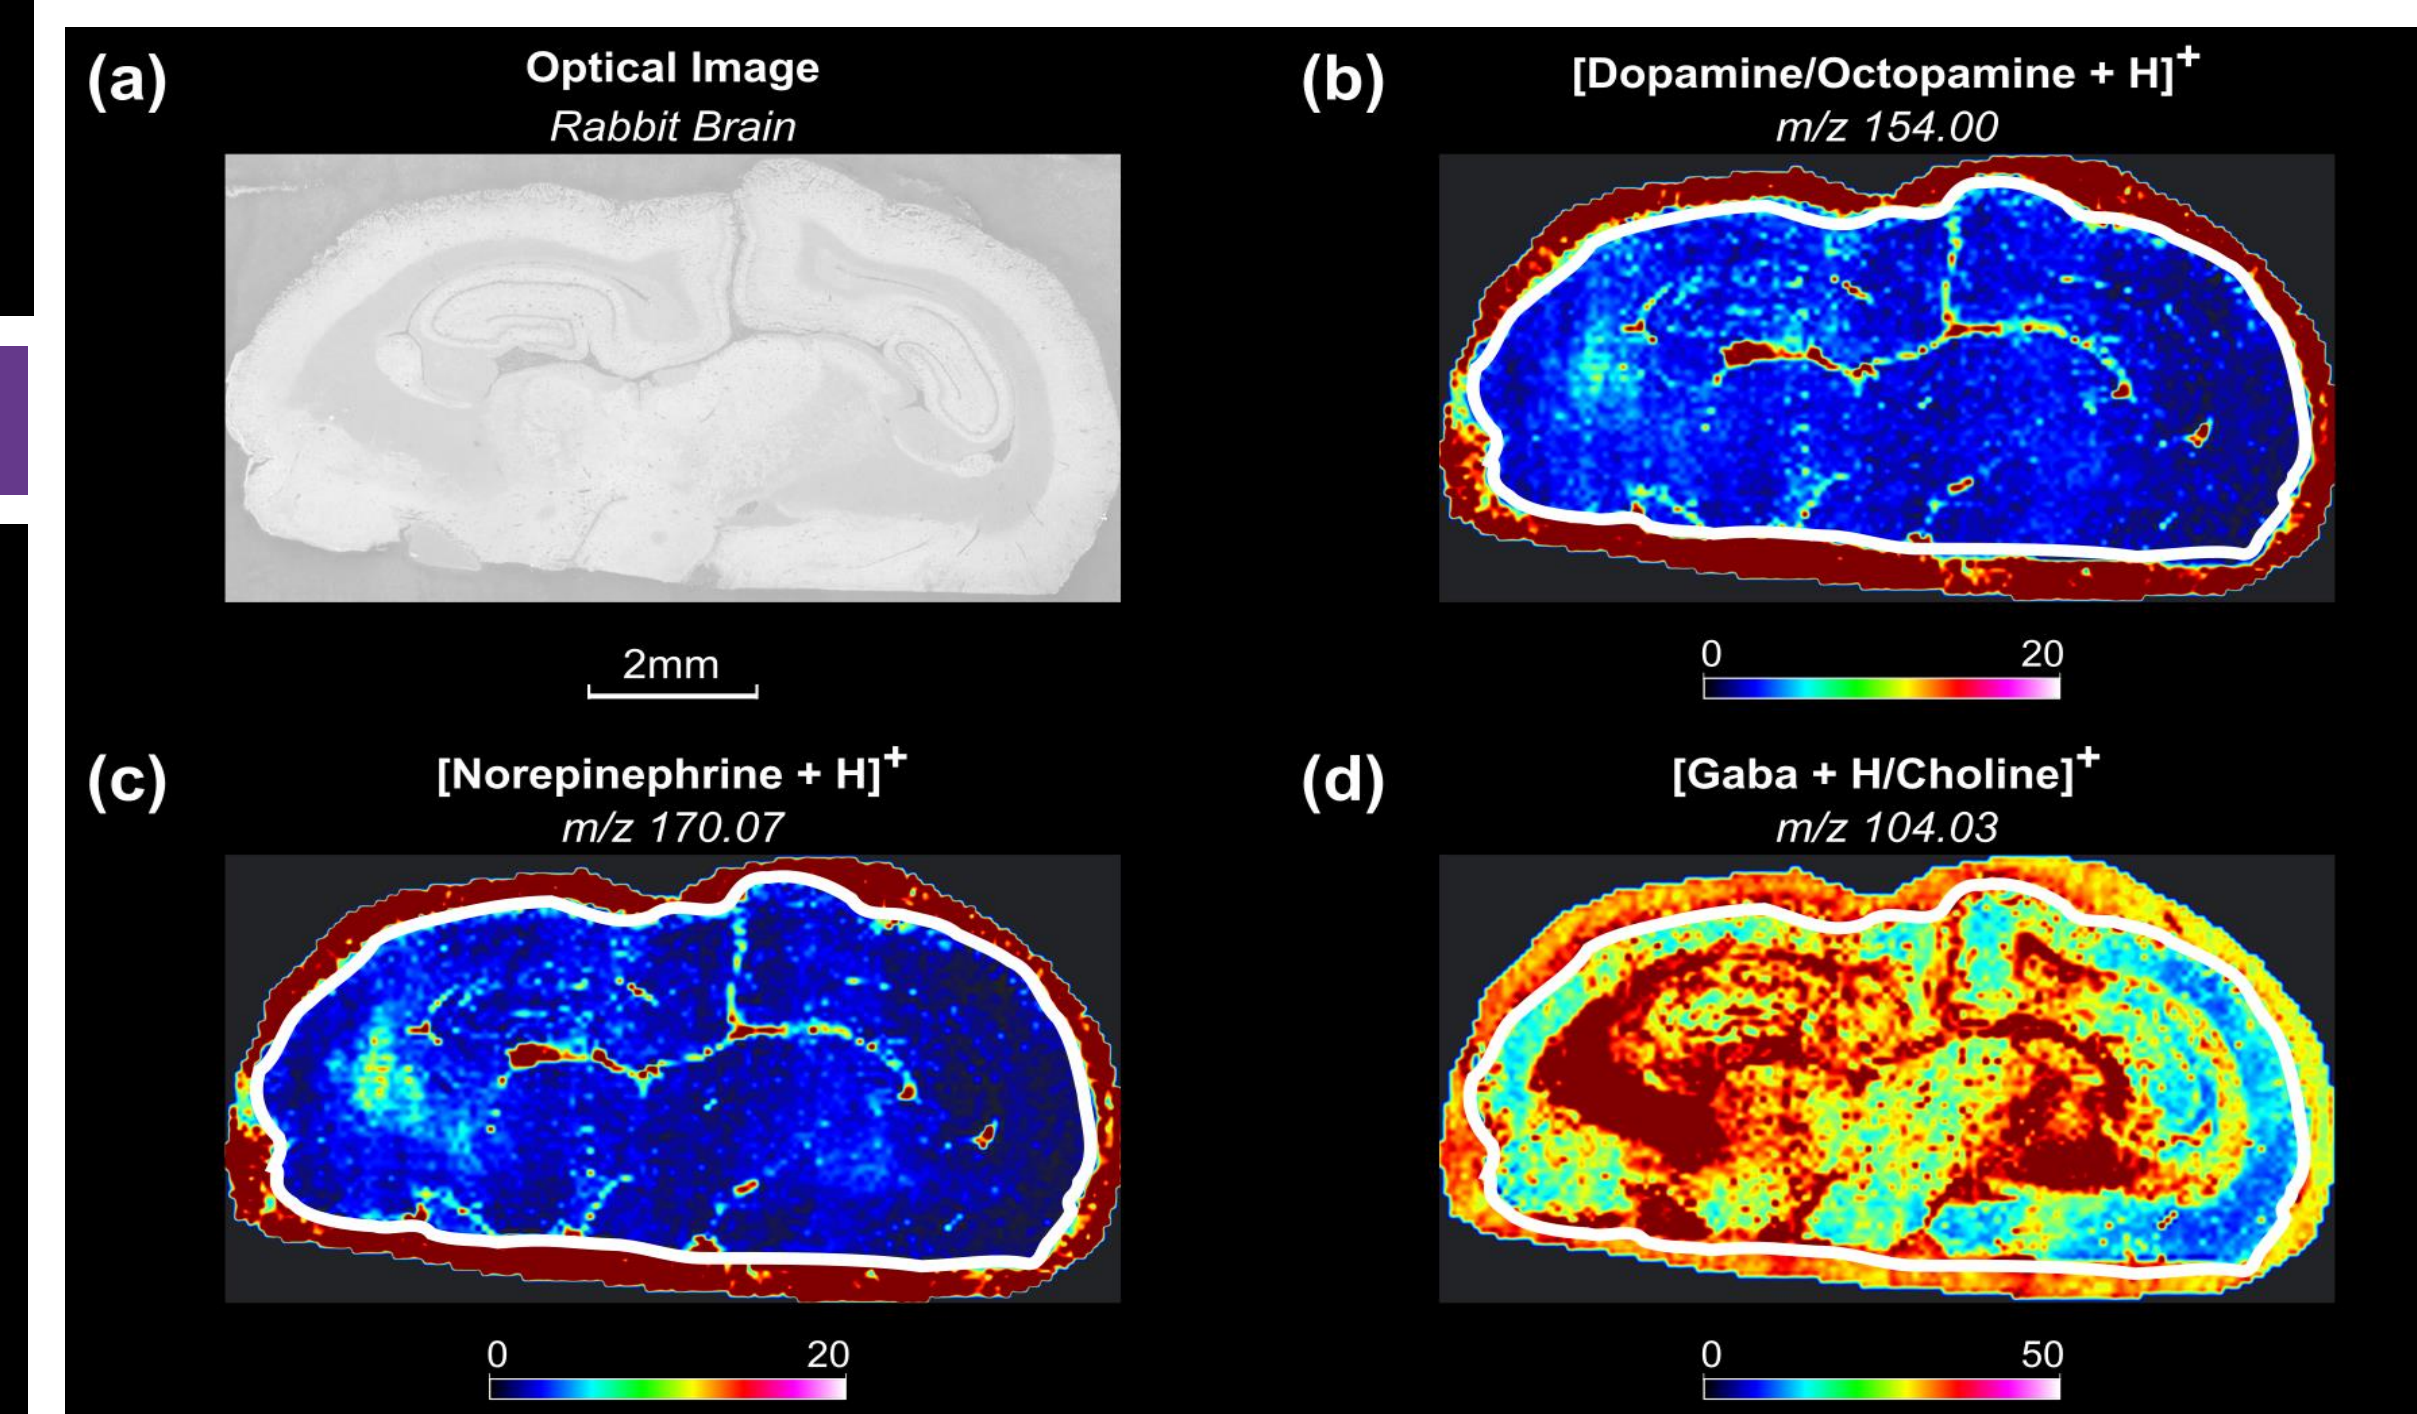 (a)
Optical Image
Rabbit Brain
2mm
(b)
[Dopamine/Octopamine + H]+
m/z 154.00
0 20
(c)
[Norepinephrine + H]+
m/z 170.07
0 20
(d)
[Gaba + H/Choline]+
m/z 104.03
0 50